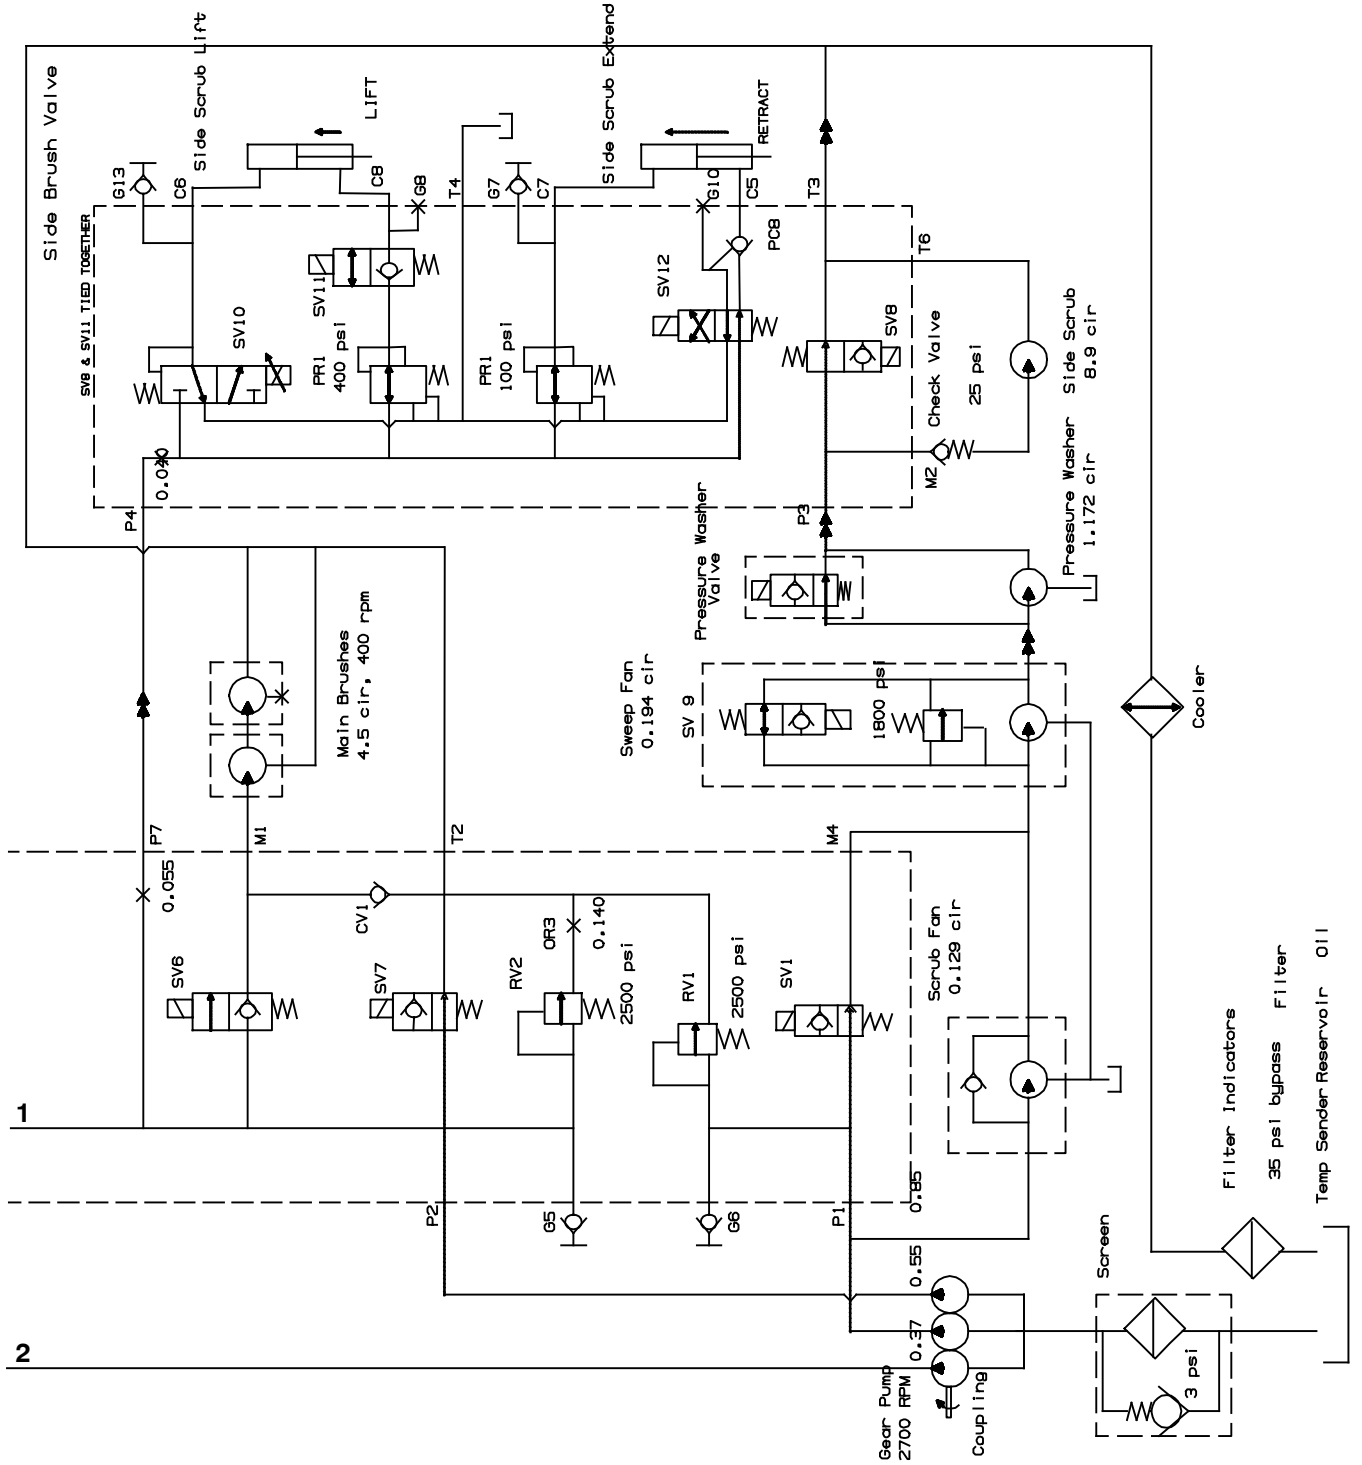 Side Brush Valve
SV8 & SV11 TIED TOGETHER
G13
C6
Side Scrub Lift
LIFT
C8
G8
T4
G7
C7
Side Scrub Extend
RETRACT
G10
C5
T3
PC8
T6
SV10
SV11
SV12
SV8
PR1
400 psi
PR1
100 psi
Check Valve
25 psi
Side Scrub
8.9 cir
0.040
M2
P4
P3
Pressure Washer
Valve
Pressure Washer
1.172 cir
Main Brushes
4.5 cir, 400 rpm
Sweep Fan
0.194 cir
SV 9
1800 psi
Cooler
P7
M1
T2
M4
0.055
CV1
OR3
0.140
SV6
SV7
RV2
2500 psi
RV1
2500 psi
SV1
Scrub Fan
0.129 cir
1
P2
G5
G6
P1
0.85
0.55
0.37
2
Gear Pump
2700 RPM
Coupling
Screen
3 psi
Filter Indicators
35 psi bypass Filter
Temp Sender Reservoir Oil